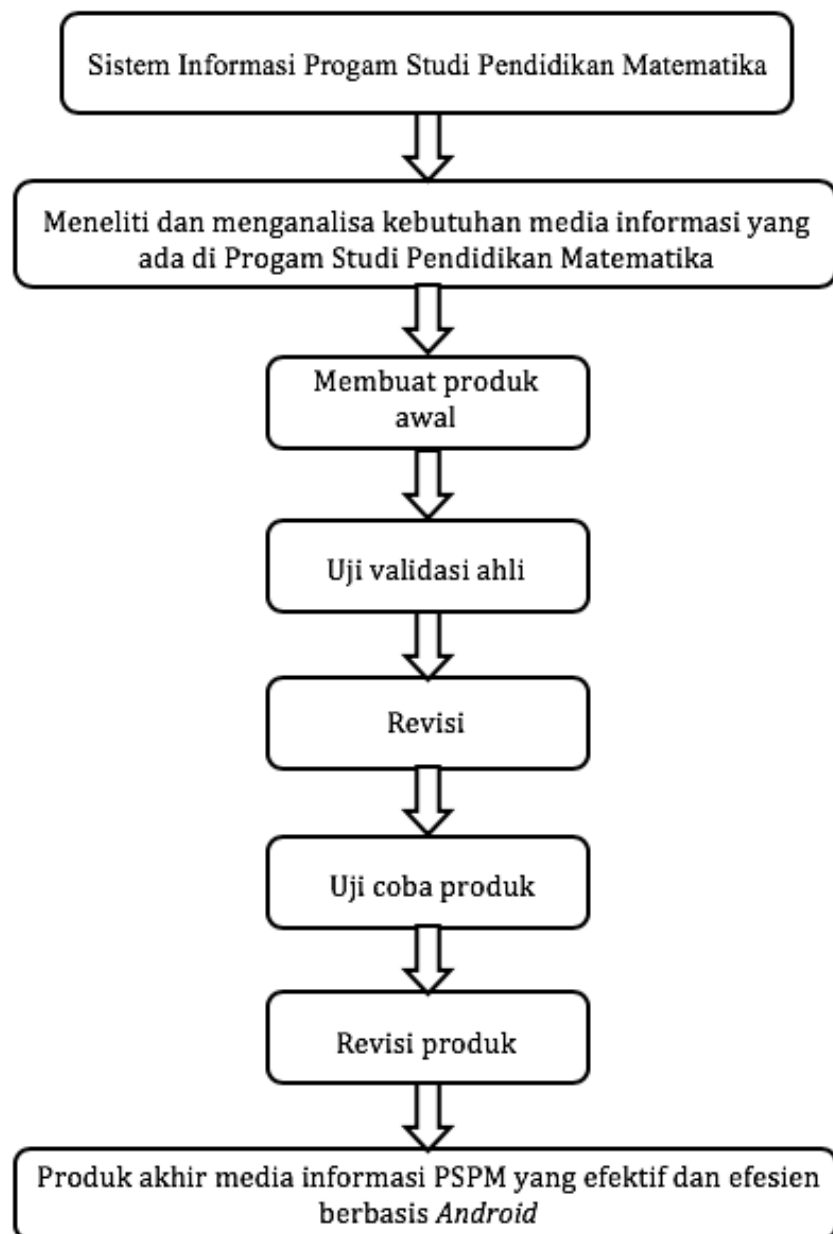 Sistem Informasi Progam Studi Pendidikan Matematika
Meneliti dan menganalisa kebutuhan media informasi yang
ada di Progam Studi Pendidikan Matematika
Membuat produk
awal
Uji validasi ahli
Revisi
Uji coba produk
Revisi produk
Produk akhir media informasi PSPM yang efektif dan efesien
berbasis Android